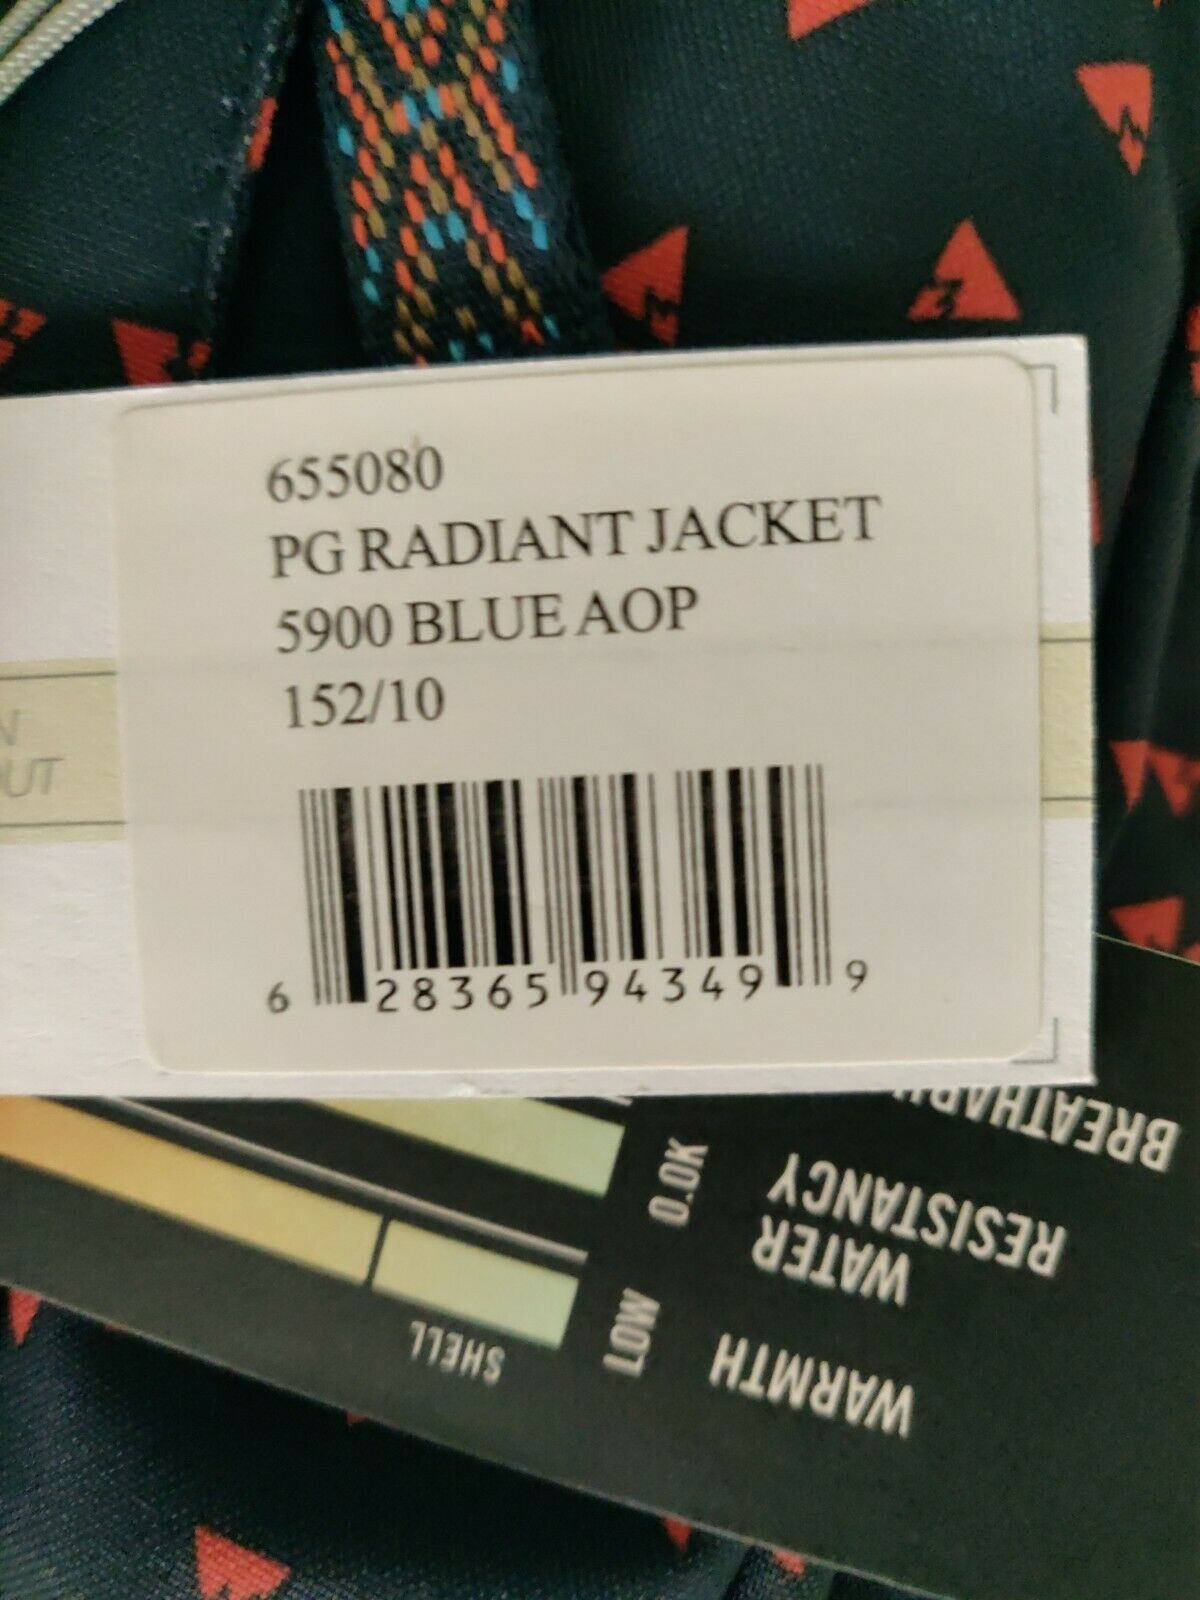 655080
PG RADIANT JACKET
5900 BLUE AOP
152/10
6 28365 94349 9
N
OUT
WATER
RESISTANCY
0.0K
WARMTH
LOW
SHELL